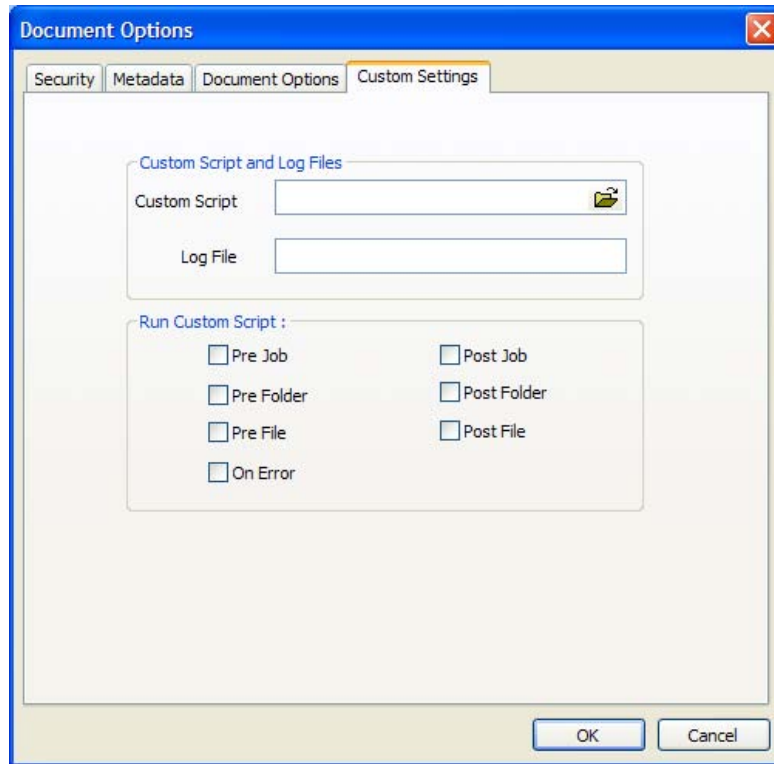 Document Options
Security Metadata Document Options Custom Settings
Custom Script and Log Files
Custom Script
Log File
Run Custom Script :
Pre Job Post Job
Pre Folder Post Folder
Pre File Post File
On Error
OK Cancel